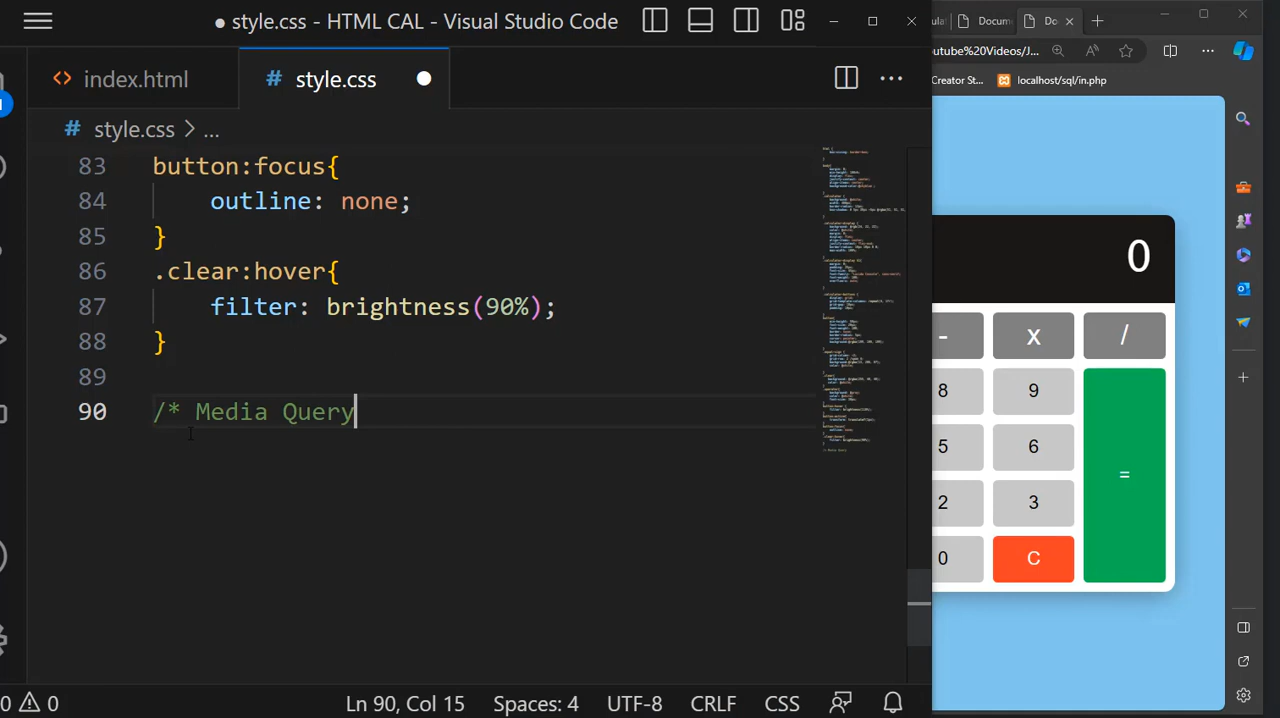 style.css - HTML CAL - Visual Studio Code
index.html
# style.css
# style.css > ...
83 button:focus{
84 outline: none;
85 }
86 .clear:hover{
87 filter: brightness(90%);
88 }
89
90 /* Media Query
0 0
Ln 90, Col 15 Spaces: 4 UTF-8 CRLF CSS
Docum
Do
outube%20Videos/J...
Creator St...
localhost/sql/in.php
0
- x /
8 9
5 6
=
2 3
0 C